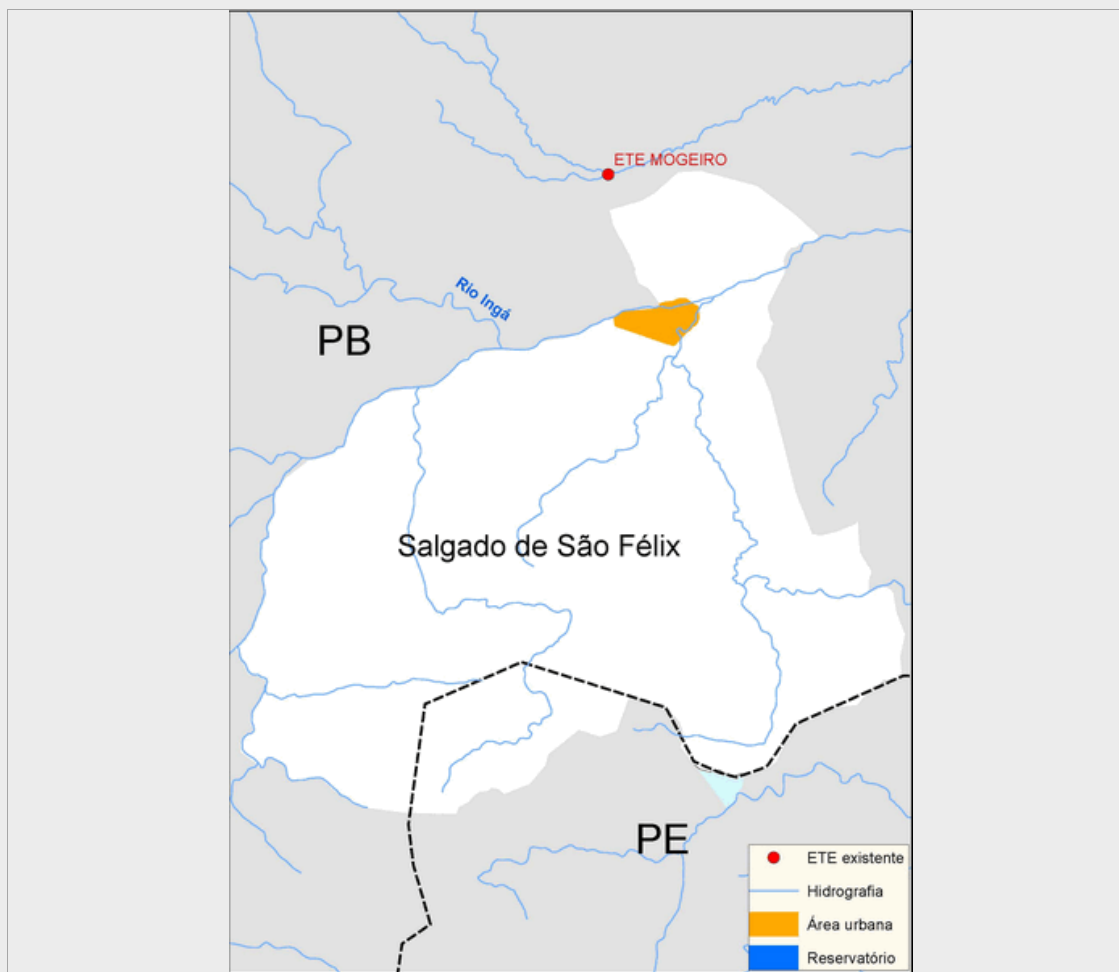 ETE MOGEIRO
Rio Ingá
PB
Salgado de São Félix
PE
ETE existente
Hidrografia
Área urbana
Reservatório